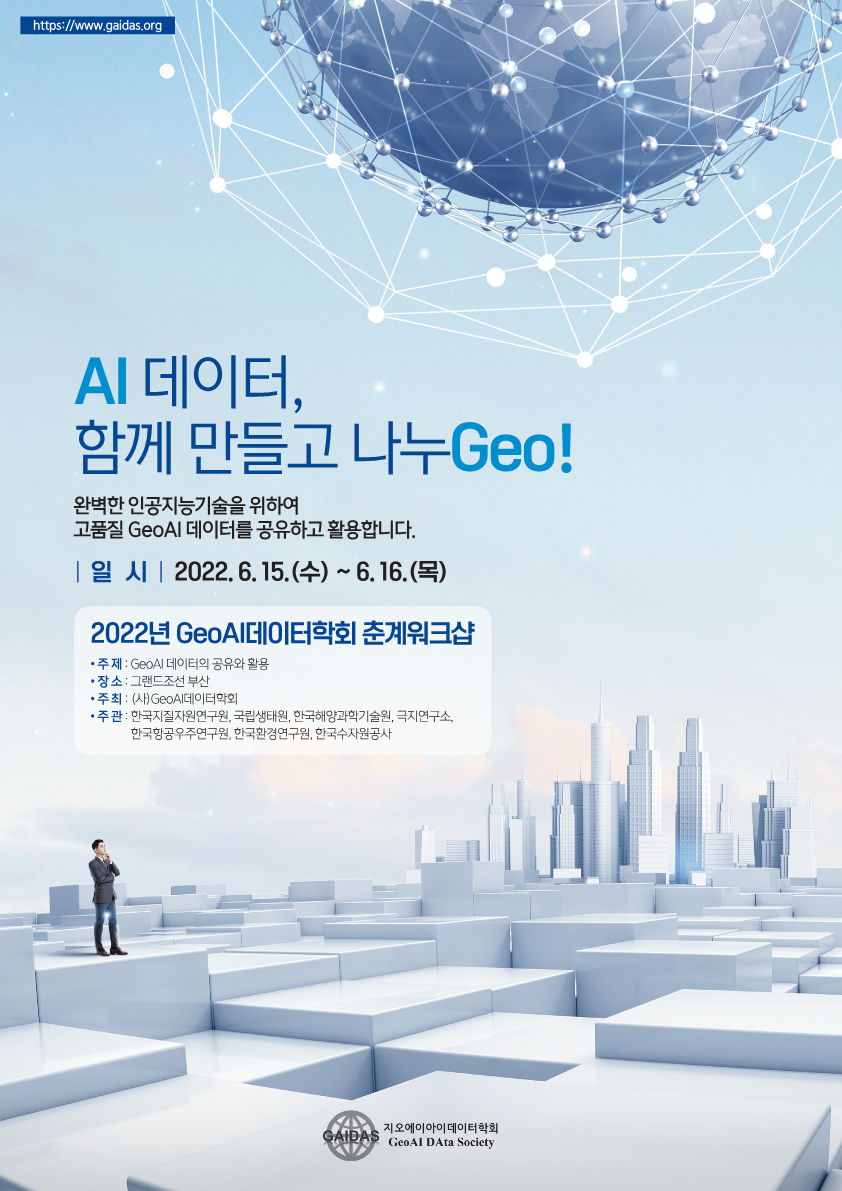 https://www.gaidas.org
AI 데이터,
함께 만들고 나누Geo!
완벽한 인공지능기술을 위하여
고품질 GeoAI 데이터를 공유하고 활용합니다.
| 일 시 | 2022. 6. 15.(수) ~ 6. 16.(목)
2022년 GeoAI데이터학회 춘계워크샵
• 주 제 : GeoAI 데이터의 공유와 활용
• 장 소 : 그랜드조선 부산
• 주 최 : (사)GeoAI데이터학회
• 주 관 : 한국지질자원연구원, 국립생태원, 한국해양과학기술원, 극지연구소,
한국항공우주연구원, 한국환경연구원, 한국수자원공사
GAIDAS
지오에이아이데이터학회
GeoAI DAta Society